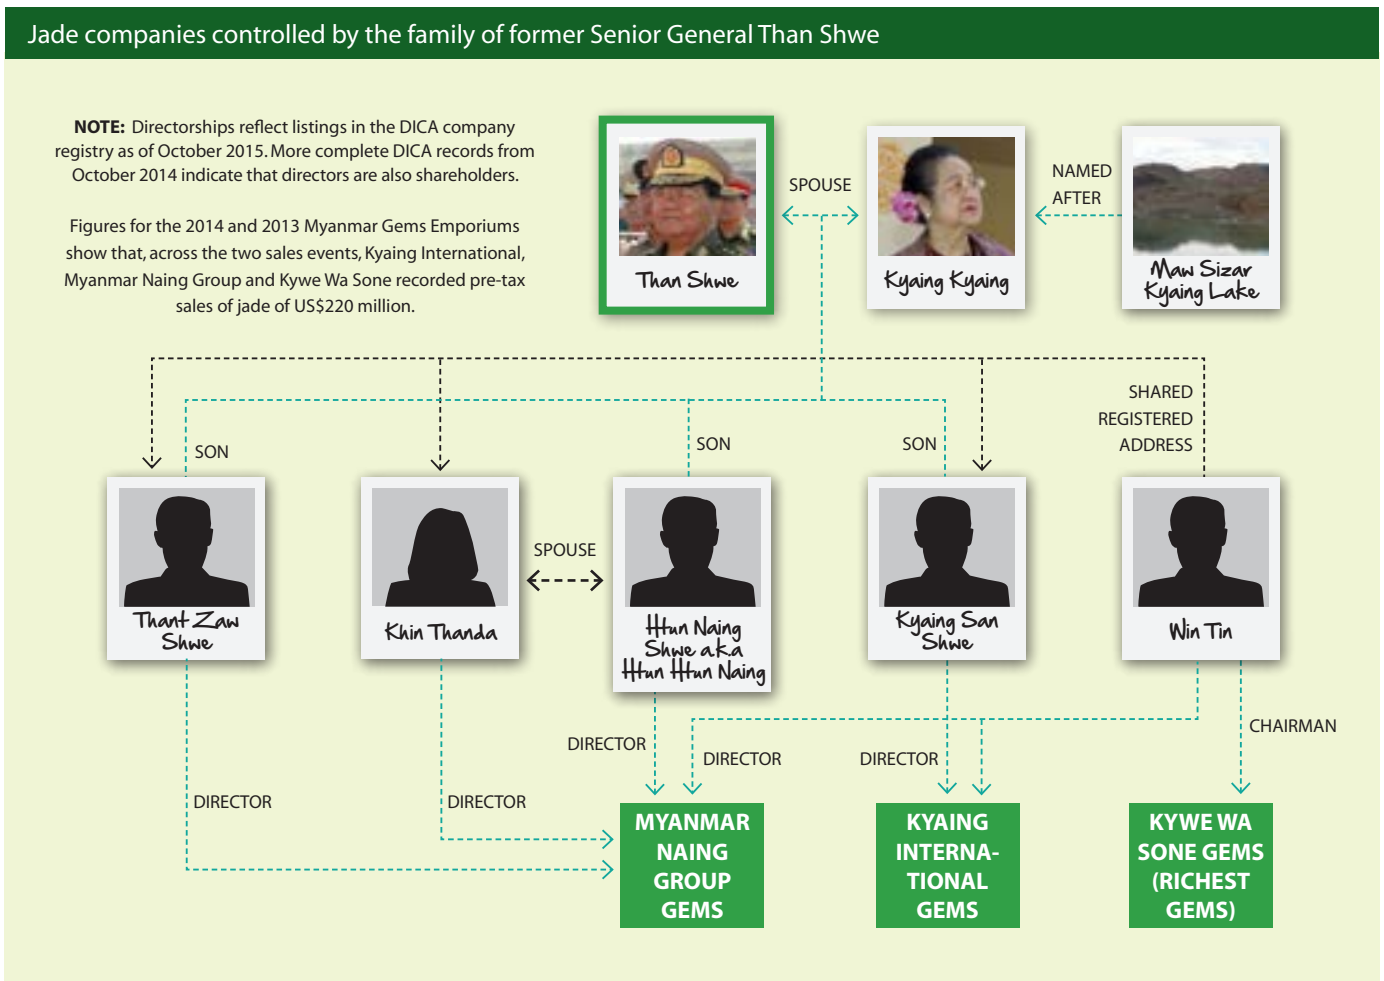 Jade companies controlled by the family of former Senior General Than Shwe
NOTE: Directorships reflect listings in the DICA company
registry as of October 2015. More complete DICA records from
October 2014 indicate that directors are also shareholders.
Figures for the 2014 and 2013 Myanmar Gems Emporiums
show that, across the two sales events, Kyaing International,
Myanmar Naing Group and Kywe Wa Sone recorded pre-tax
sales of jade of US$220 million.
Than Shwe
SPOUSE
Kyaing Kyaing
NAMED
AFTER
Maw Sizar
Kyaing Lake
SHARED
REGISTERED
ADDRESS
SON
SON
SON
Thant Zaw
Shwe
Khin Thanda
SPOUSE
Htun Naing
Shwe a.k.a
Htun Htun Naing
Kyaing San
Shwe
Win Tin
DIRECTOR
DIRECTOR
DIRECTOR
DIRECTOR
DIRECTOR
CHAIRMAN
MYANMAR
NAING
GROUP
GEMS
KYAING
INTERNA-
TIONAL
GEMS
KYWE WA
SONE GEMS
(RICHEST
GEMS)